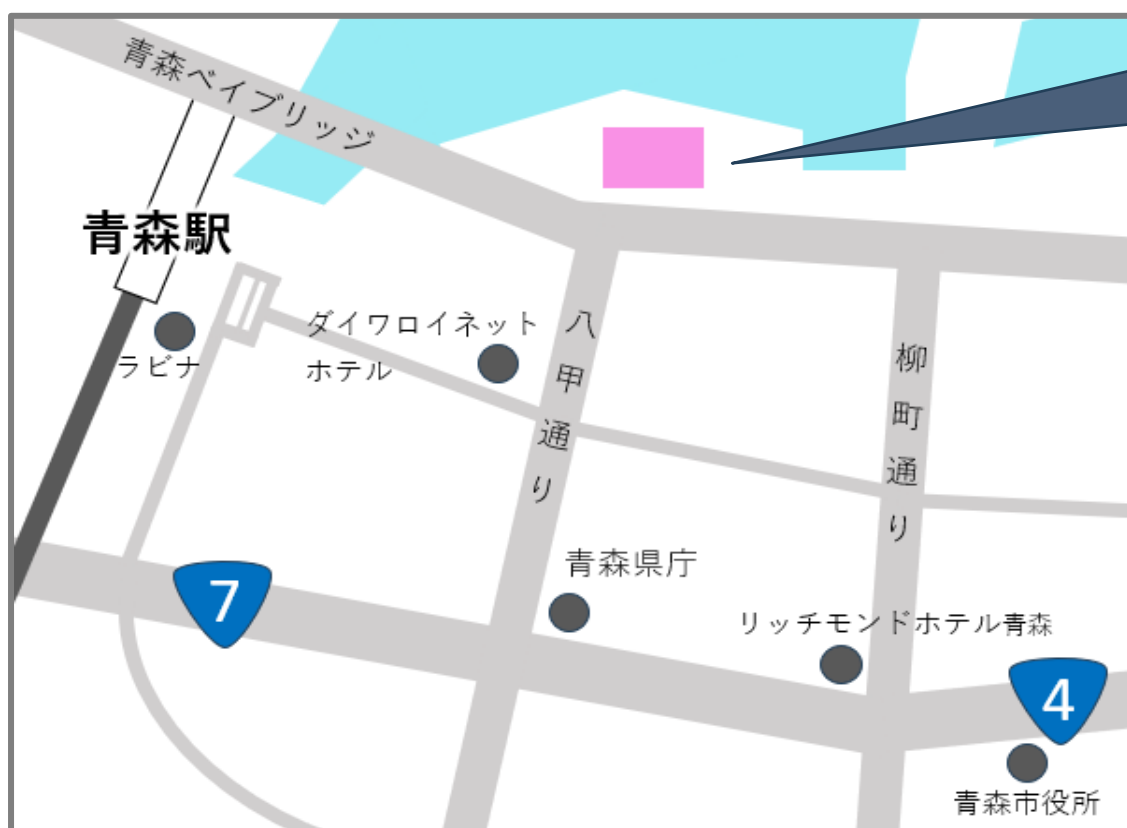 青森ベイブリッジ
青森駅
ラビナ
ダイワロイネット
ホテル
八甲通り
柳町通り
青森県庁
7
リッチモンドホテル青森
4
青森市役所